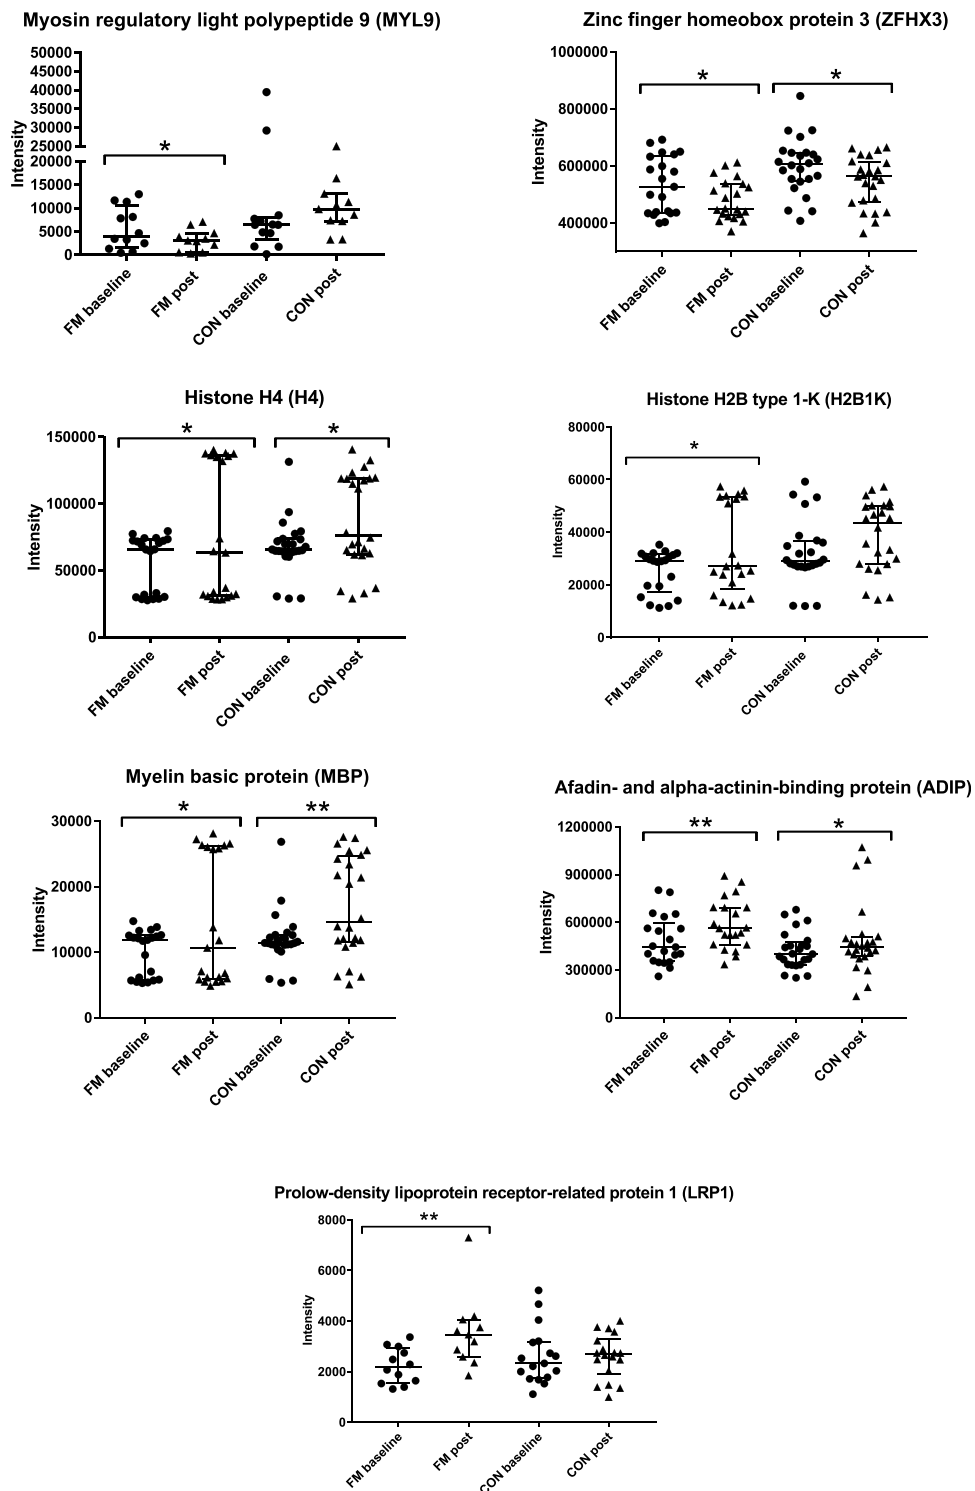 Myosin regulatory light polypeptide 9 (MYL9)
50000
45000
40000
35000
30000
25000
20000
15000
10000
5000
0
Intensity
*
FM baseline
FM post
CON baseline
CON post
Zinc finger homeobox protein 3 (ZFHX3)
1000000
800000
600000
400000
Intensity
*
*
FM baseline
FM post
CON baseline
CON post
Histone H4 (H4)
150000
100000
50000
0
Intensity
*
*
FM baseline
FM post
CON baseline
CON post
Histone H2B type 1-K (H2B1K)
80000
60000
40000
20000
0
Intensity
*
FM baseline
FM post
CON baseline
CON post
Myelin basic protein (MBP)
30000
20000
10000
0
Intensity
*
**
FM baseline
FM post
CON baseline
CON post
Afadin- and alpha-actinin-binding protein (ADIP)
1200000
900000
600000
300000
0
Intensity
**
*
FM baseline
FM post
CON baseline
CON post
Prolow-density lipoprotein receptor-related protein 1 (LRP1)
8000
6000
4000
2000
0
Intensity
**
FM baseline
FM post
CON baseline
CON post